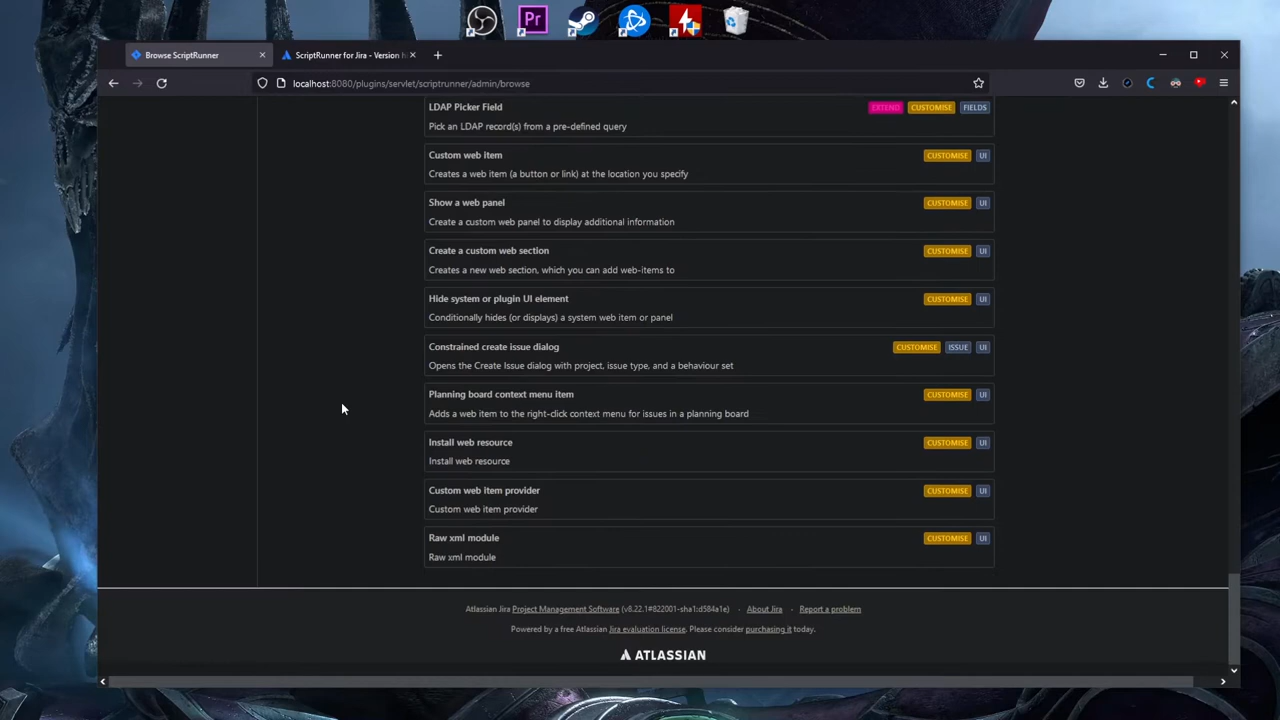 Pr
Browse ScriptRunner
ScriptRunner for Jira - Version h
localhost:8080/plugins/servlet/scriptrunner/admin/browse
LDAP Picker Field
EXTEND CUSTOMISE FIELDS
Pick an LDAP record(s) from a pre-defined query
Custom web item
CUSTOMISE UI
Creates a web item (a button or link) at the location you specify
Show a web panel
CUSTOMISE UI
Create a custom web panel to display additional information
Create a custom web section
CUSTOMISE UI
Creates a new web section, which you can add web-items to
Hide system or plugin UI element
CUSTOMISE UI
Conditionally hides (or displays) a system web item or panel
Constrained create issue dialog
CUSTOMISE ISSUE UI
Opens the Create Issue dialog with project, issue type, and a behaviour set
Planning board context menu item
CUSTOMISE UI
Adds a web item to the right-click context menu for issues in a planning board
Install web resource
CUSTOMISE UI
Install web resource
Custom web item provider
CUSTOMISE UI
Custom web item provider
Raw xml module
CUSTOMISE UI
Raw xml module
Atlassian Jira Project Management Software (v8.22.1#822001-sha1:d584a1e) · About Jira · Report a problem
Powered by a free Atlassian Jira evaluation license. Please consider purchasing it today.
ATLASSIAN